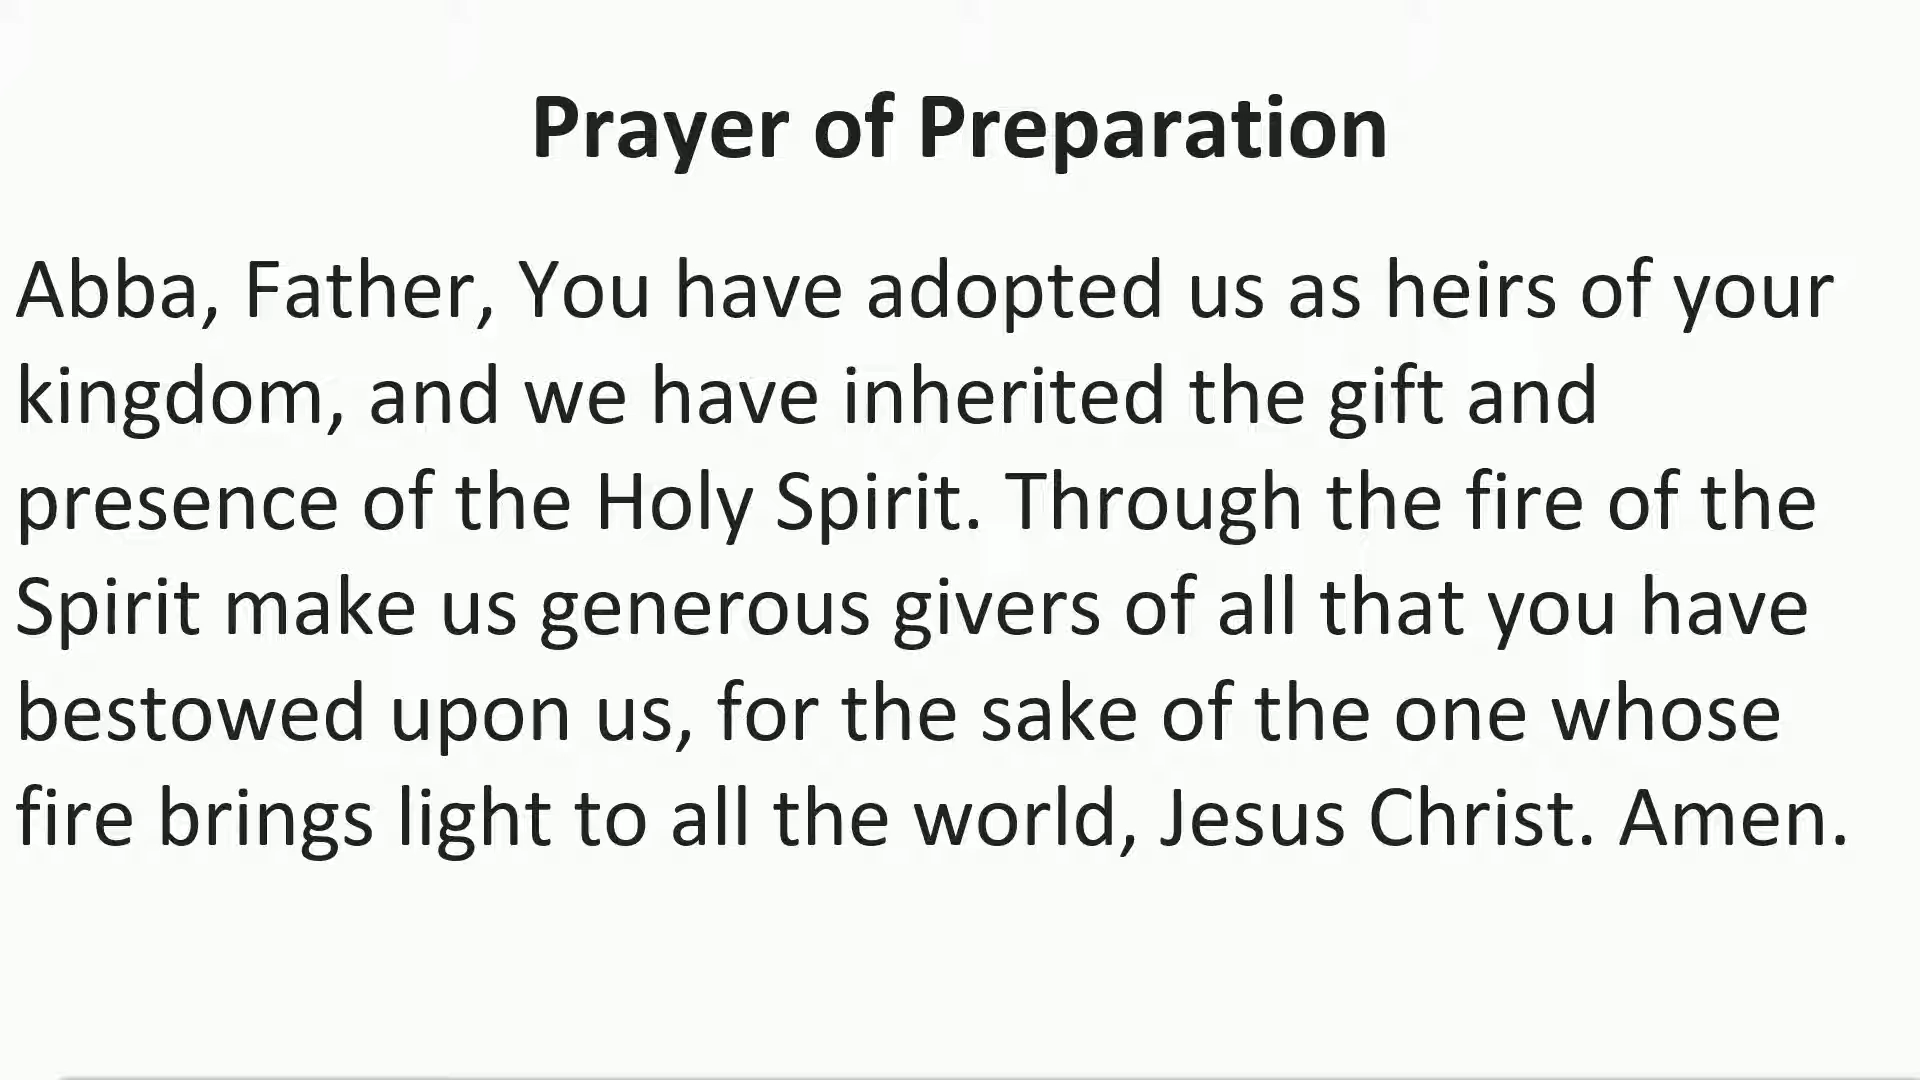 Prayer of Preparation
Abba, Father, You have adopted us as heirs of your
kingdom, and we have inherited the gift and
presence of the Holy Spirit. Through the fire of the
Spirit make us generous givers of all that you have
bestowed upon us, for the sake of the one whose
fire brings light to all the world, Jesus Christ. Amen.